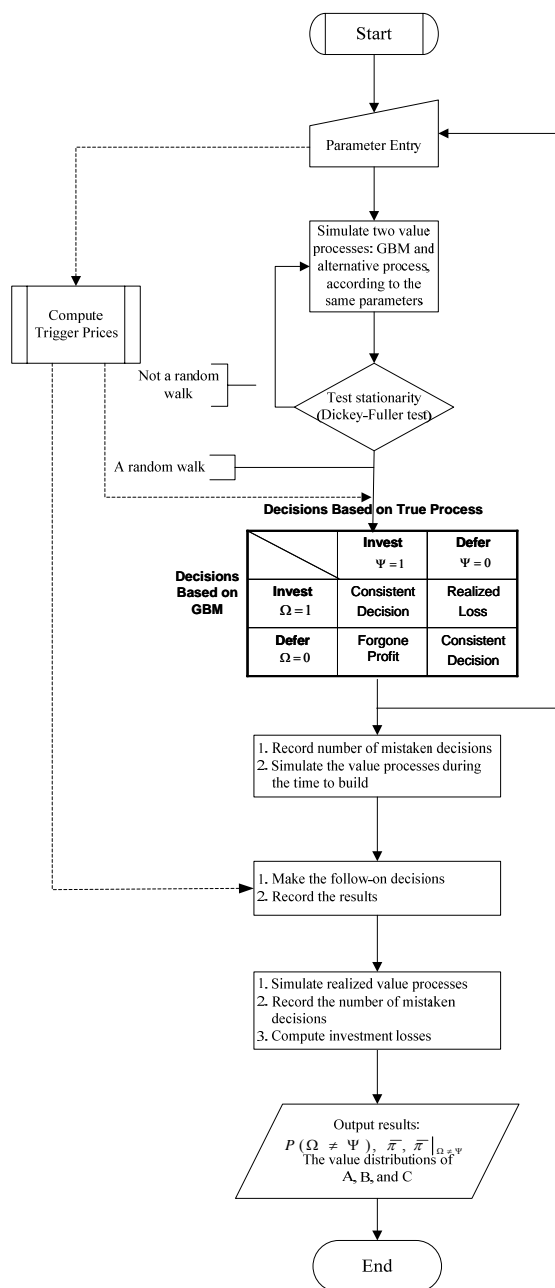 Start
Parameter Entry
Simulate two value
processes: GBM and
alternative process,
according to the
same parameters
Compute
Trigger Prices
Not a random
walk
Test stationarity
(Dickey-Fuller test)
A random walk
Decisions Based on True Process
Decisions
Based on
GBM
Invest
Ψ = 1
Defer
Ψ = 0
Invest
Ω = 1
Consistent
Decision
Realized
Loss
Defer
Ω = 0
Forgone
Profit
Consistent
Decision
1. Record number of mistaken decisions
2. Simulate the value processes during
the time to build
1. Make the follow-on decisions
2. Record the results
1. Simulate realized value processes
2. Record the number of mistaken
decisions
3. Compute investment losses
Output results:
P (Ω ≠ Ψ), π̅, π̅|Ω≠Ψ
The value distributions of
A, B, and C
End